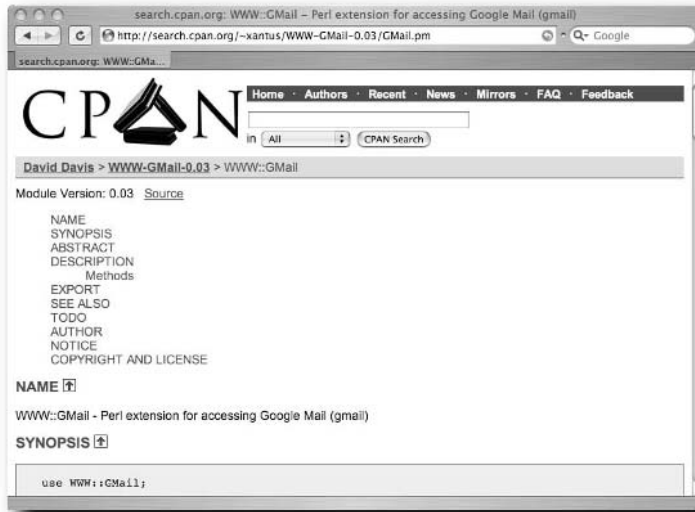 search.cpan.org: WWW::GMail – Perl extension for accessing Google Mail (gmail)
http://search.cpan.org/~xantus/WWW-GMail-0.03/GMail.pm
Google
search.cpan.org: WWW::GMa...
CPAN
Home · Authors · Recent · News · Mirrors · FAQ · Feedback
in All CPAN Search
David Davis > WWW-GMail-0.03 > WWW::GMail
Module Version: 0.03 Source
NAME
SYNOPSIS
ABSTRACT
DESCRIPTION
Methods
EXPORT
SEE ALSO
TODO
AUTHOR
NOTICE
COPYRIGHT AND LICENSE
NAME
WWW::GMail - Perl extension for accessing Google Mail (gmail)
SYNOPSIS
use WWW::GMail;